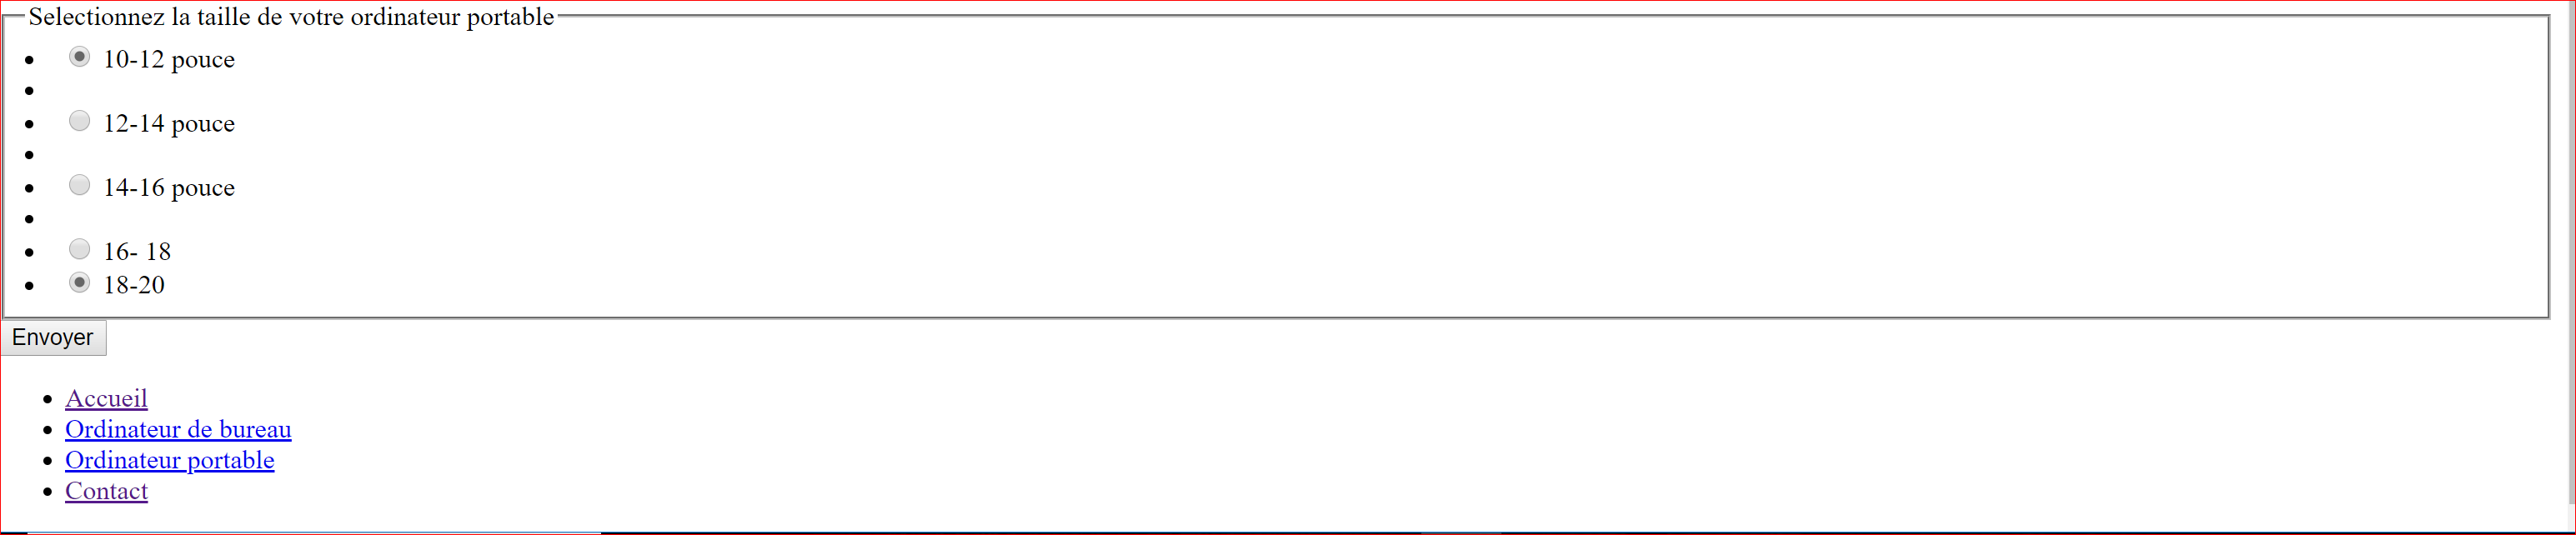 Selectionnez la taille de votre ordinateur portable
10-12 pouce
12-14 pouce
14-16 pouce
16- 18
18-20
Envoyer
Accueil
Ordinateur de bureau
Ordinateur portable
Contact